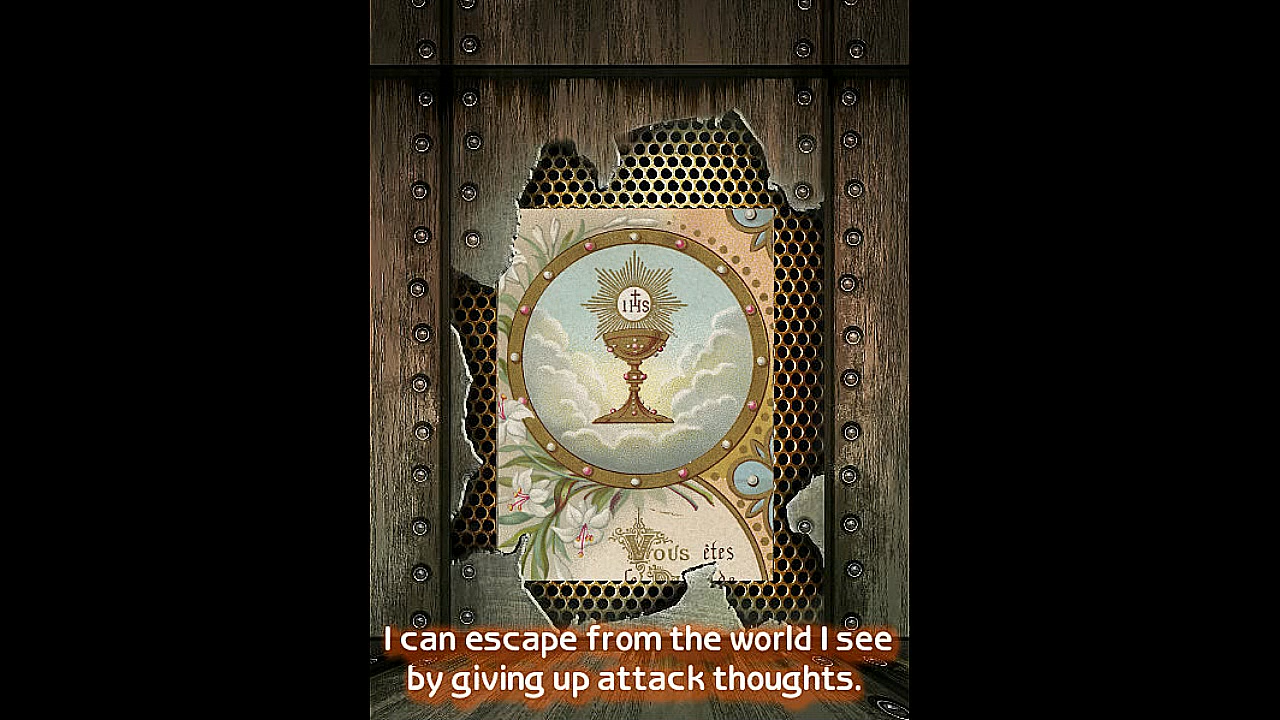 IHS
Vous êtes
I can escape from the world I see
by giving up attack thoughts.